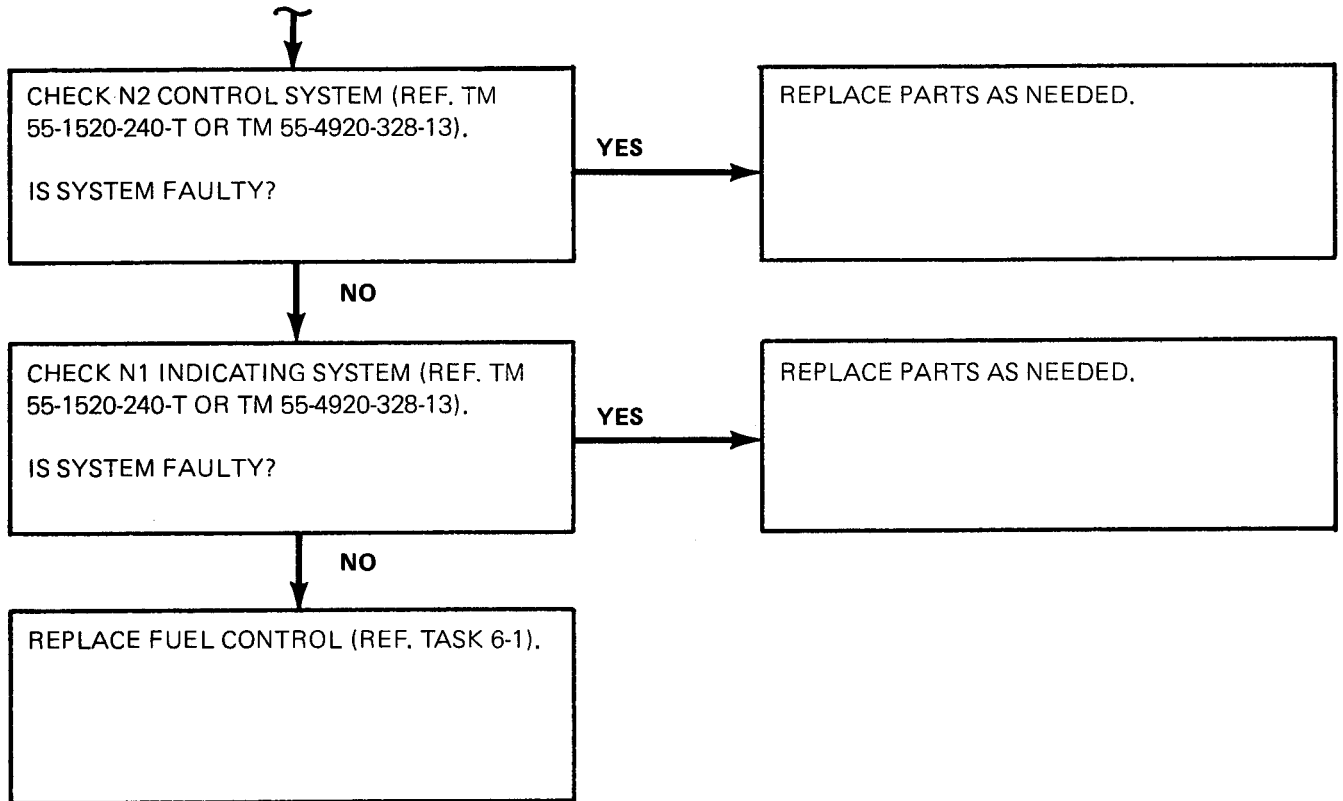 CHECK N2 CONTROL SYSTEM (REF. TM
55-1520-240-T OR TM 55-4920-328-13).
IS SYSTEM FAULTY?
YES
REPLACE PARTS AS NEEDED.
NO
CHECK N1 INDICATING SYSTEM (REF. TM
55-1520-240-T OR TM 55-4920-328-13).
IS SYSTEM FAULTY?
YES
REPLACE PARTS AS NEEDED.
NO
REPLACE FUEL CONTROL (REF. TASK 6-1).